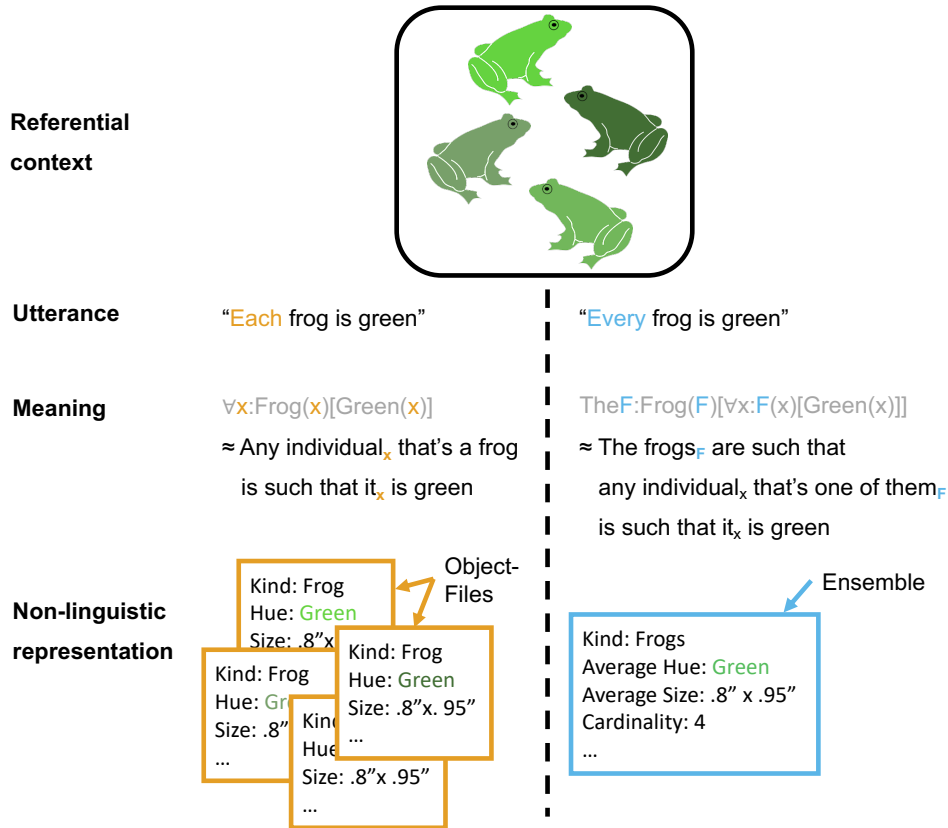 Referential
context
Utterance
“Each frog is green”
“Every frog is green”
Meaning
∀x:Frog(x)[Green(x)]
≈ Any individualₓ that’s a frog
is such that itₓ is green
TheF:Frog(F)[∀x:F(x)[Green(x)]]
≈ The frogs_F are such that
any individualₓ that’s one of them_F
is such that itₓ is green
Non-linguistic
representation
Object-
Files
Kind: Frog
Hue: Green
Size: .8”x
Kind: Frog
Hue: Green
Size: .8”x. 95”
...
Kind: Frog
Hue:
Size: .8”
...
Size: .8”x .95”
...
Ensemble
Kind: Frogs
Average Hue: Green
Average Size: .8” x .95”
Cardinality: 4
...